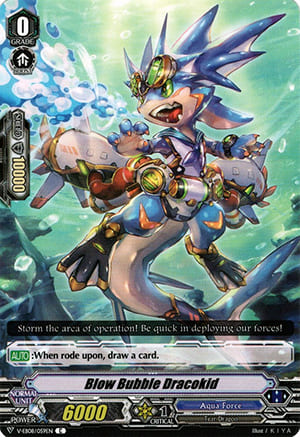 0
GRADE
BOOST
10000
Storm the area of operation! Be quick in deploying our forces!
AUTO:When rode upon, draw a card.
Blow Bubble Dracokid
NORMAL
UNIT
POWER
6000
1
CRITICAL
Aqua Force
Tear Dragon
V-EB08/059EN C
Illust / K I Y A